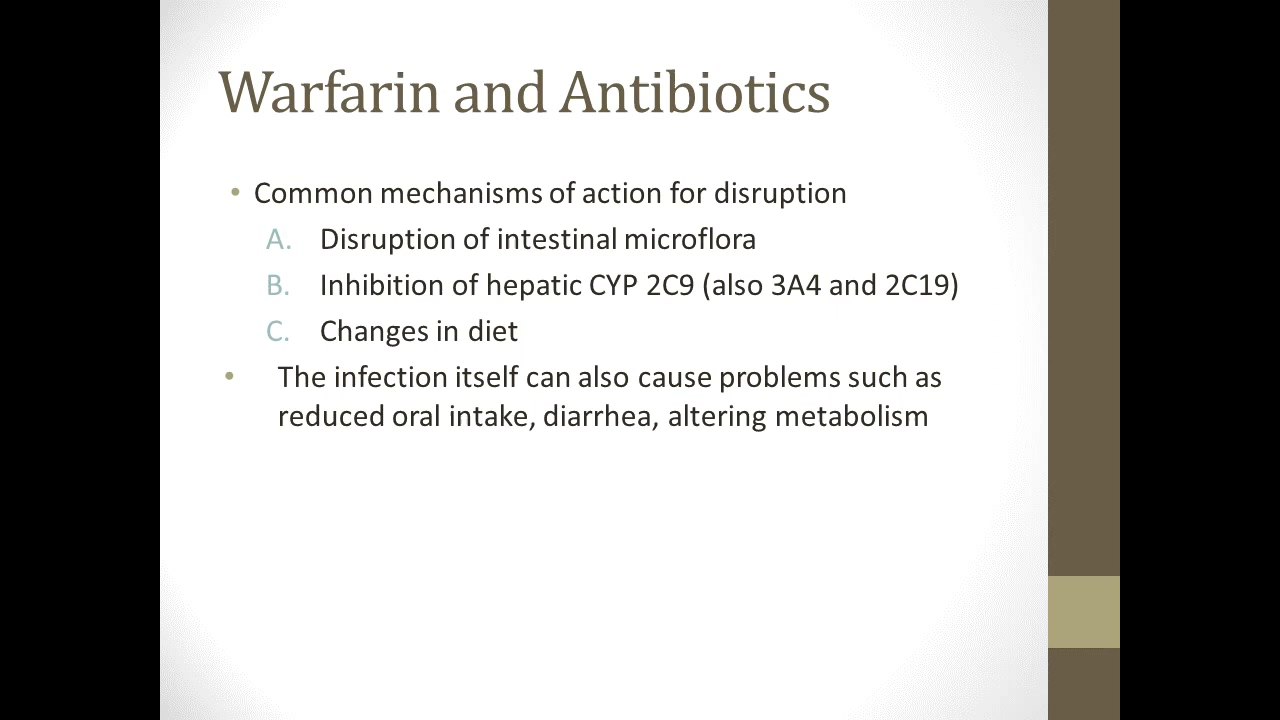 Warfarin and Antibiotics
• Common mechanisms of action for disruption
A. Disruption of intestinal microflora
B. Inhibition of hepatic CYP 2C9 (also 3A4 and 2C19)
C. Changes in diet
• The infection itself can also cause problems such as
reduced oral intake, diarrhea, altering metabolism